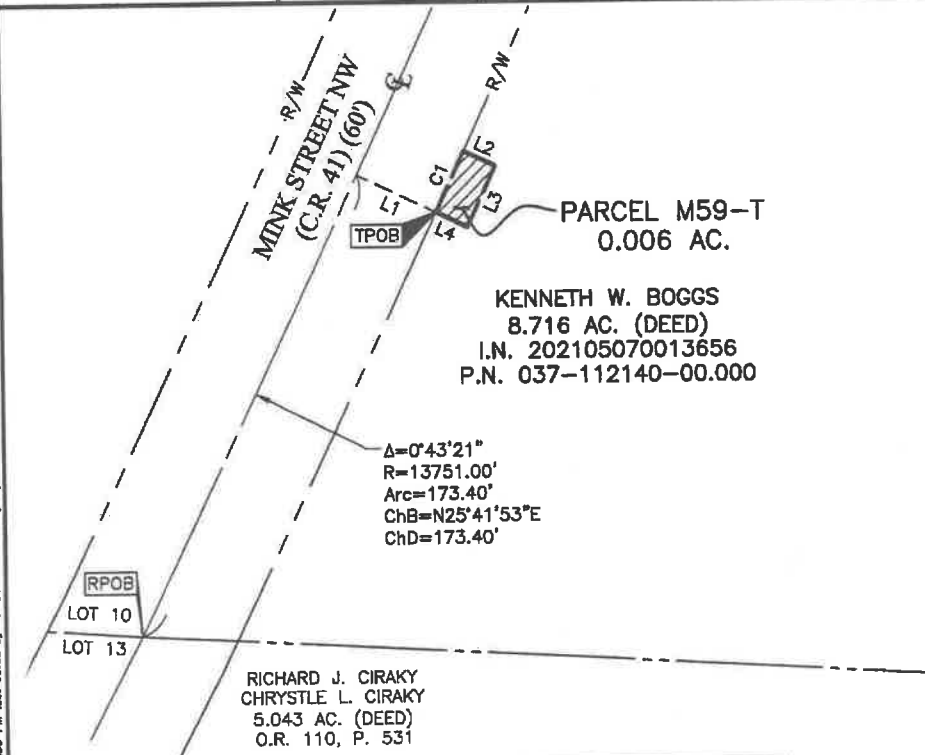 R/W
R/W
MINK STREET NW
(C.R. 41) (60')
C1
L2
L3
L1
L4
TPOB
PARCEL M59-T
0.006 AC.
KENNETH W. BOGGS
8.716 AC. (DEED)
I.N. 202105070013656
P.N. 037-112140-00.000
Δ=0°43'21"
R=13751.00'
Arc=173.40'
ChB=N25°41'53"E
ChD=173.40'
RPOB
LOT 10
LOT 13
RICHARD J. CIRAKY
CHRYSTLE L. CIRAKY
5.043 AC. (DEED)
O.R. 110, P. 531